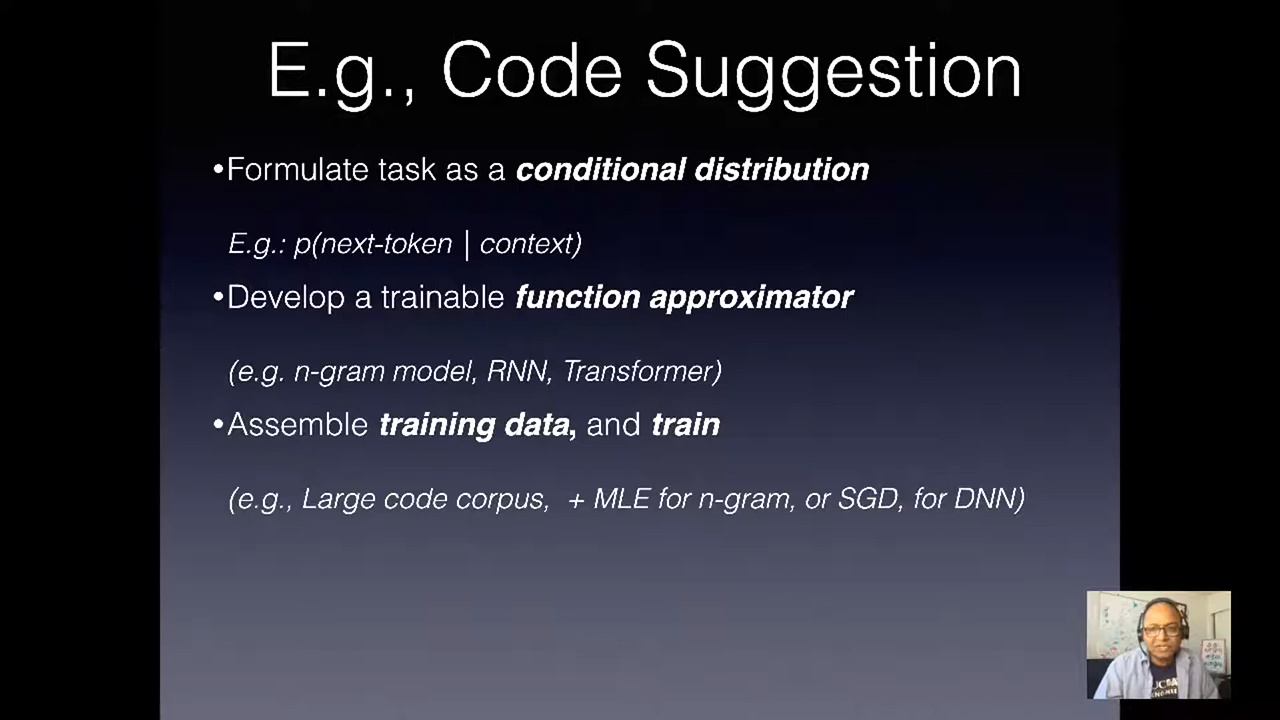 E.g., Code Suggestion
•Formulate task as a conditional distribution
E.g.: p(next-token | context)
•Develop a trainable function approximator
(e.g. n-gram model, RNN, Transformer)
•Assemble training data, and train
(e.g., Large code corpus,  + MLE for n-gram, or SGD, for DNN)